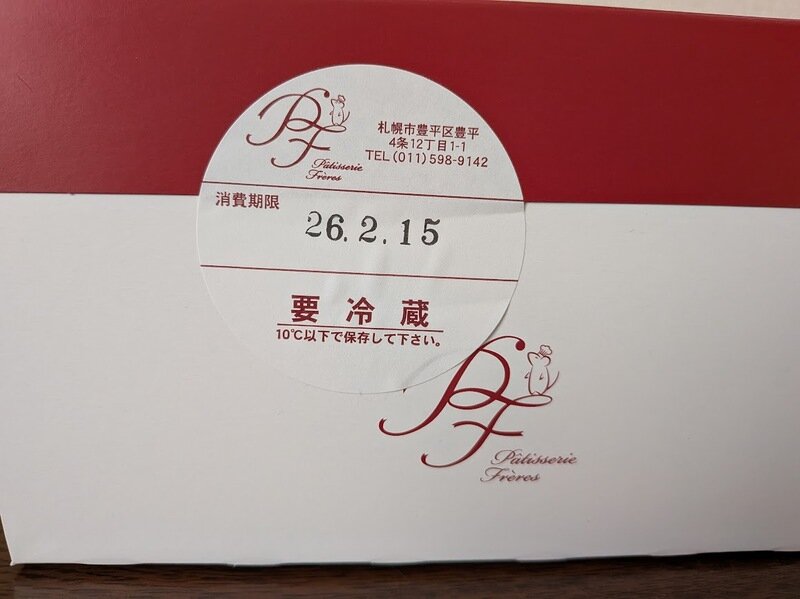 PF
Pâtisserie
Frères
札幌市豊平区豊平
4条12丁目1-1
TEL(011)598-9142
消費期限
26.2.15
要冷蔵
10℃以下で保存して下さい。
PF
Pâtisserie
Frères